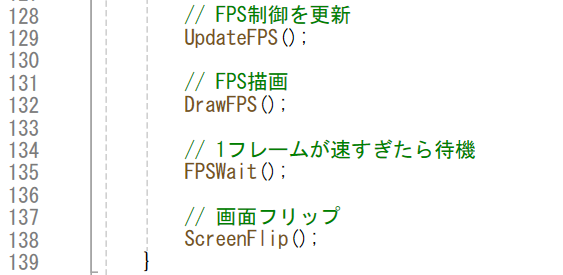 127
128 // FPS制御を更新
129 UpdateFPS();
130
131 // FPS描画
132 DrawFPS();
133
134 // 1フレームが速すぎたら待機
135 FPSWait();
136
137 // 画面フリップ
138 ScreenFlip();
139 }